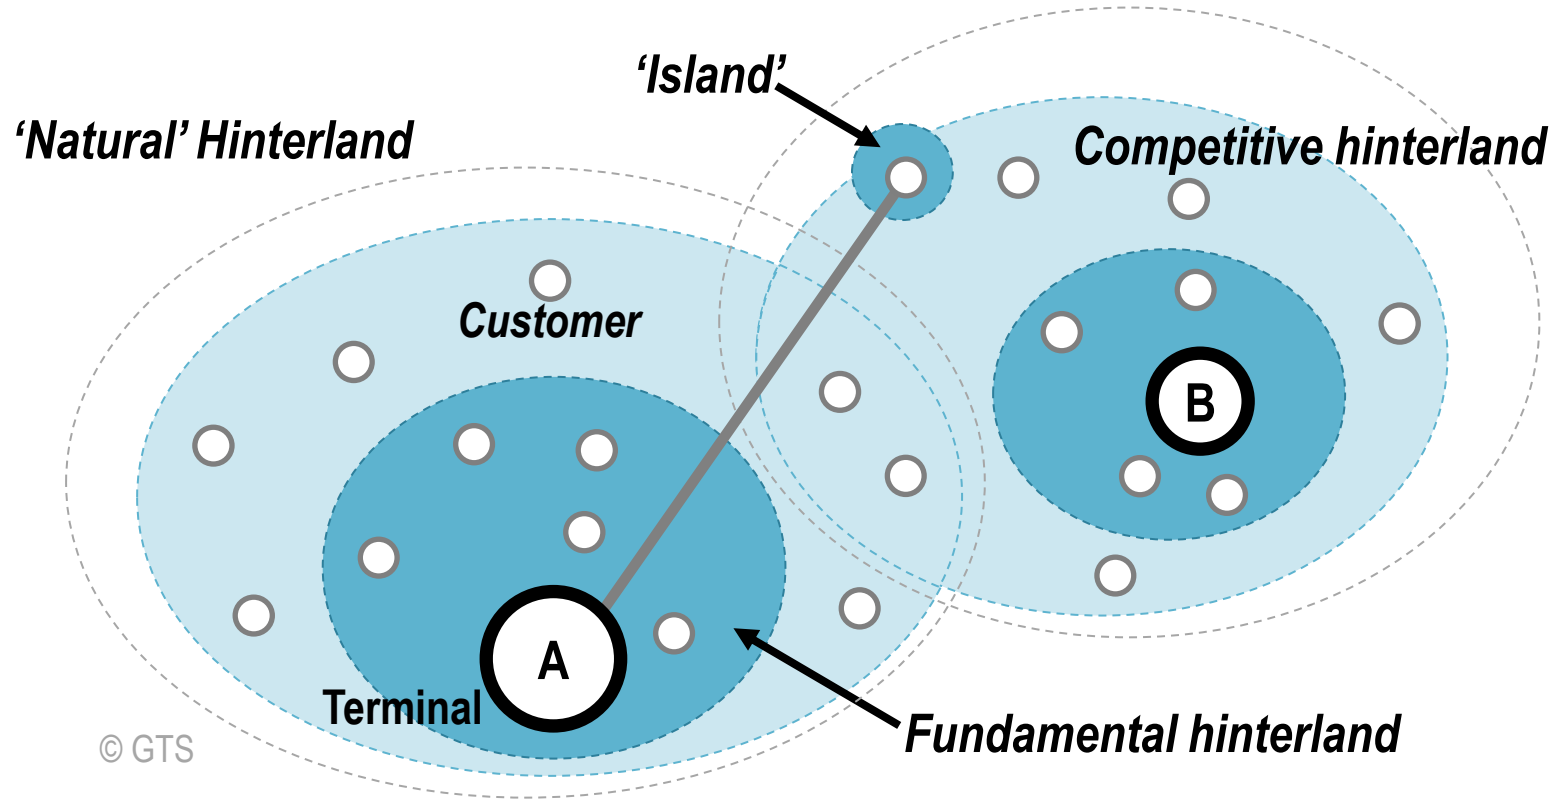 ‘Island’
‘Natural’ Hinterland
Competitive hinterland
Customer
B
A
Terminal
Fundamental hinterland
© GTS